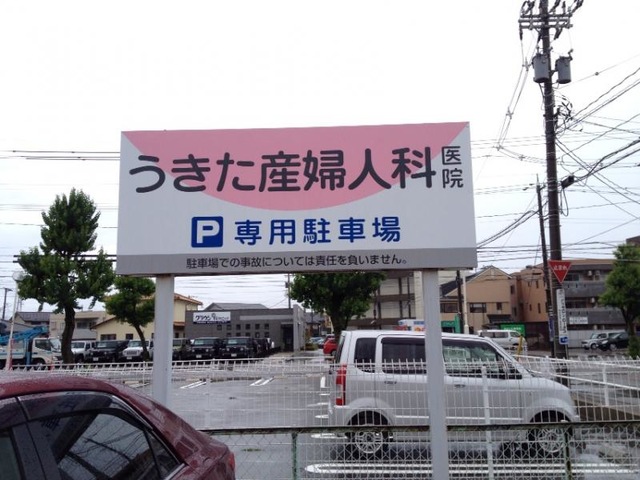 うきた産婦人科医院
P 専用駐車場
駐車場での事故については責任を負いません。